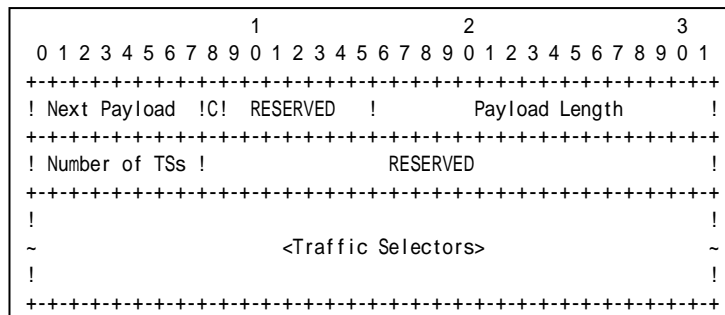 1                   2                   3
 0 1 2 3 4 5 6 7 8 9 0 1 2 3 4 5 6 7 8 9 0 1 2 3 4 5 6 7 8 9 0 1
+-+-+-+-+-+-+-+-+-+-+-+-+-+-+-+-+-+-+-+-+-+-+-+-+-+-+-+-+-+-+-+-+
! Next Payload  !C!  RESERVED   !         Payload Length        !
+-+-+-+-+-+-+-+-+-+-+-+-+-+-+-+-+-+-+-+-+-+-+-+-+-+-+-+-+-+-+-+-+
! Number of TSs !                 RESERVED                      !
+-+-+-+-+-+-+-+-+-+-+-+-+-+-+-+-+-+-+-+-+-+-+-+-+-+-+-+-+-+-+-+-+
!                                                               !
~                       <Traffic Selectors>                     ~
!                                                               !
+-+-+-+-+-+-+-+-+-+-+-+-+-+-+-+-+-+-+-+-+-+-+-+-+-+-+-+-+-+-+-+-+